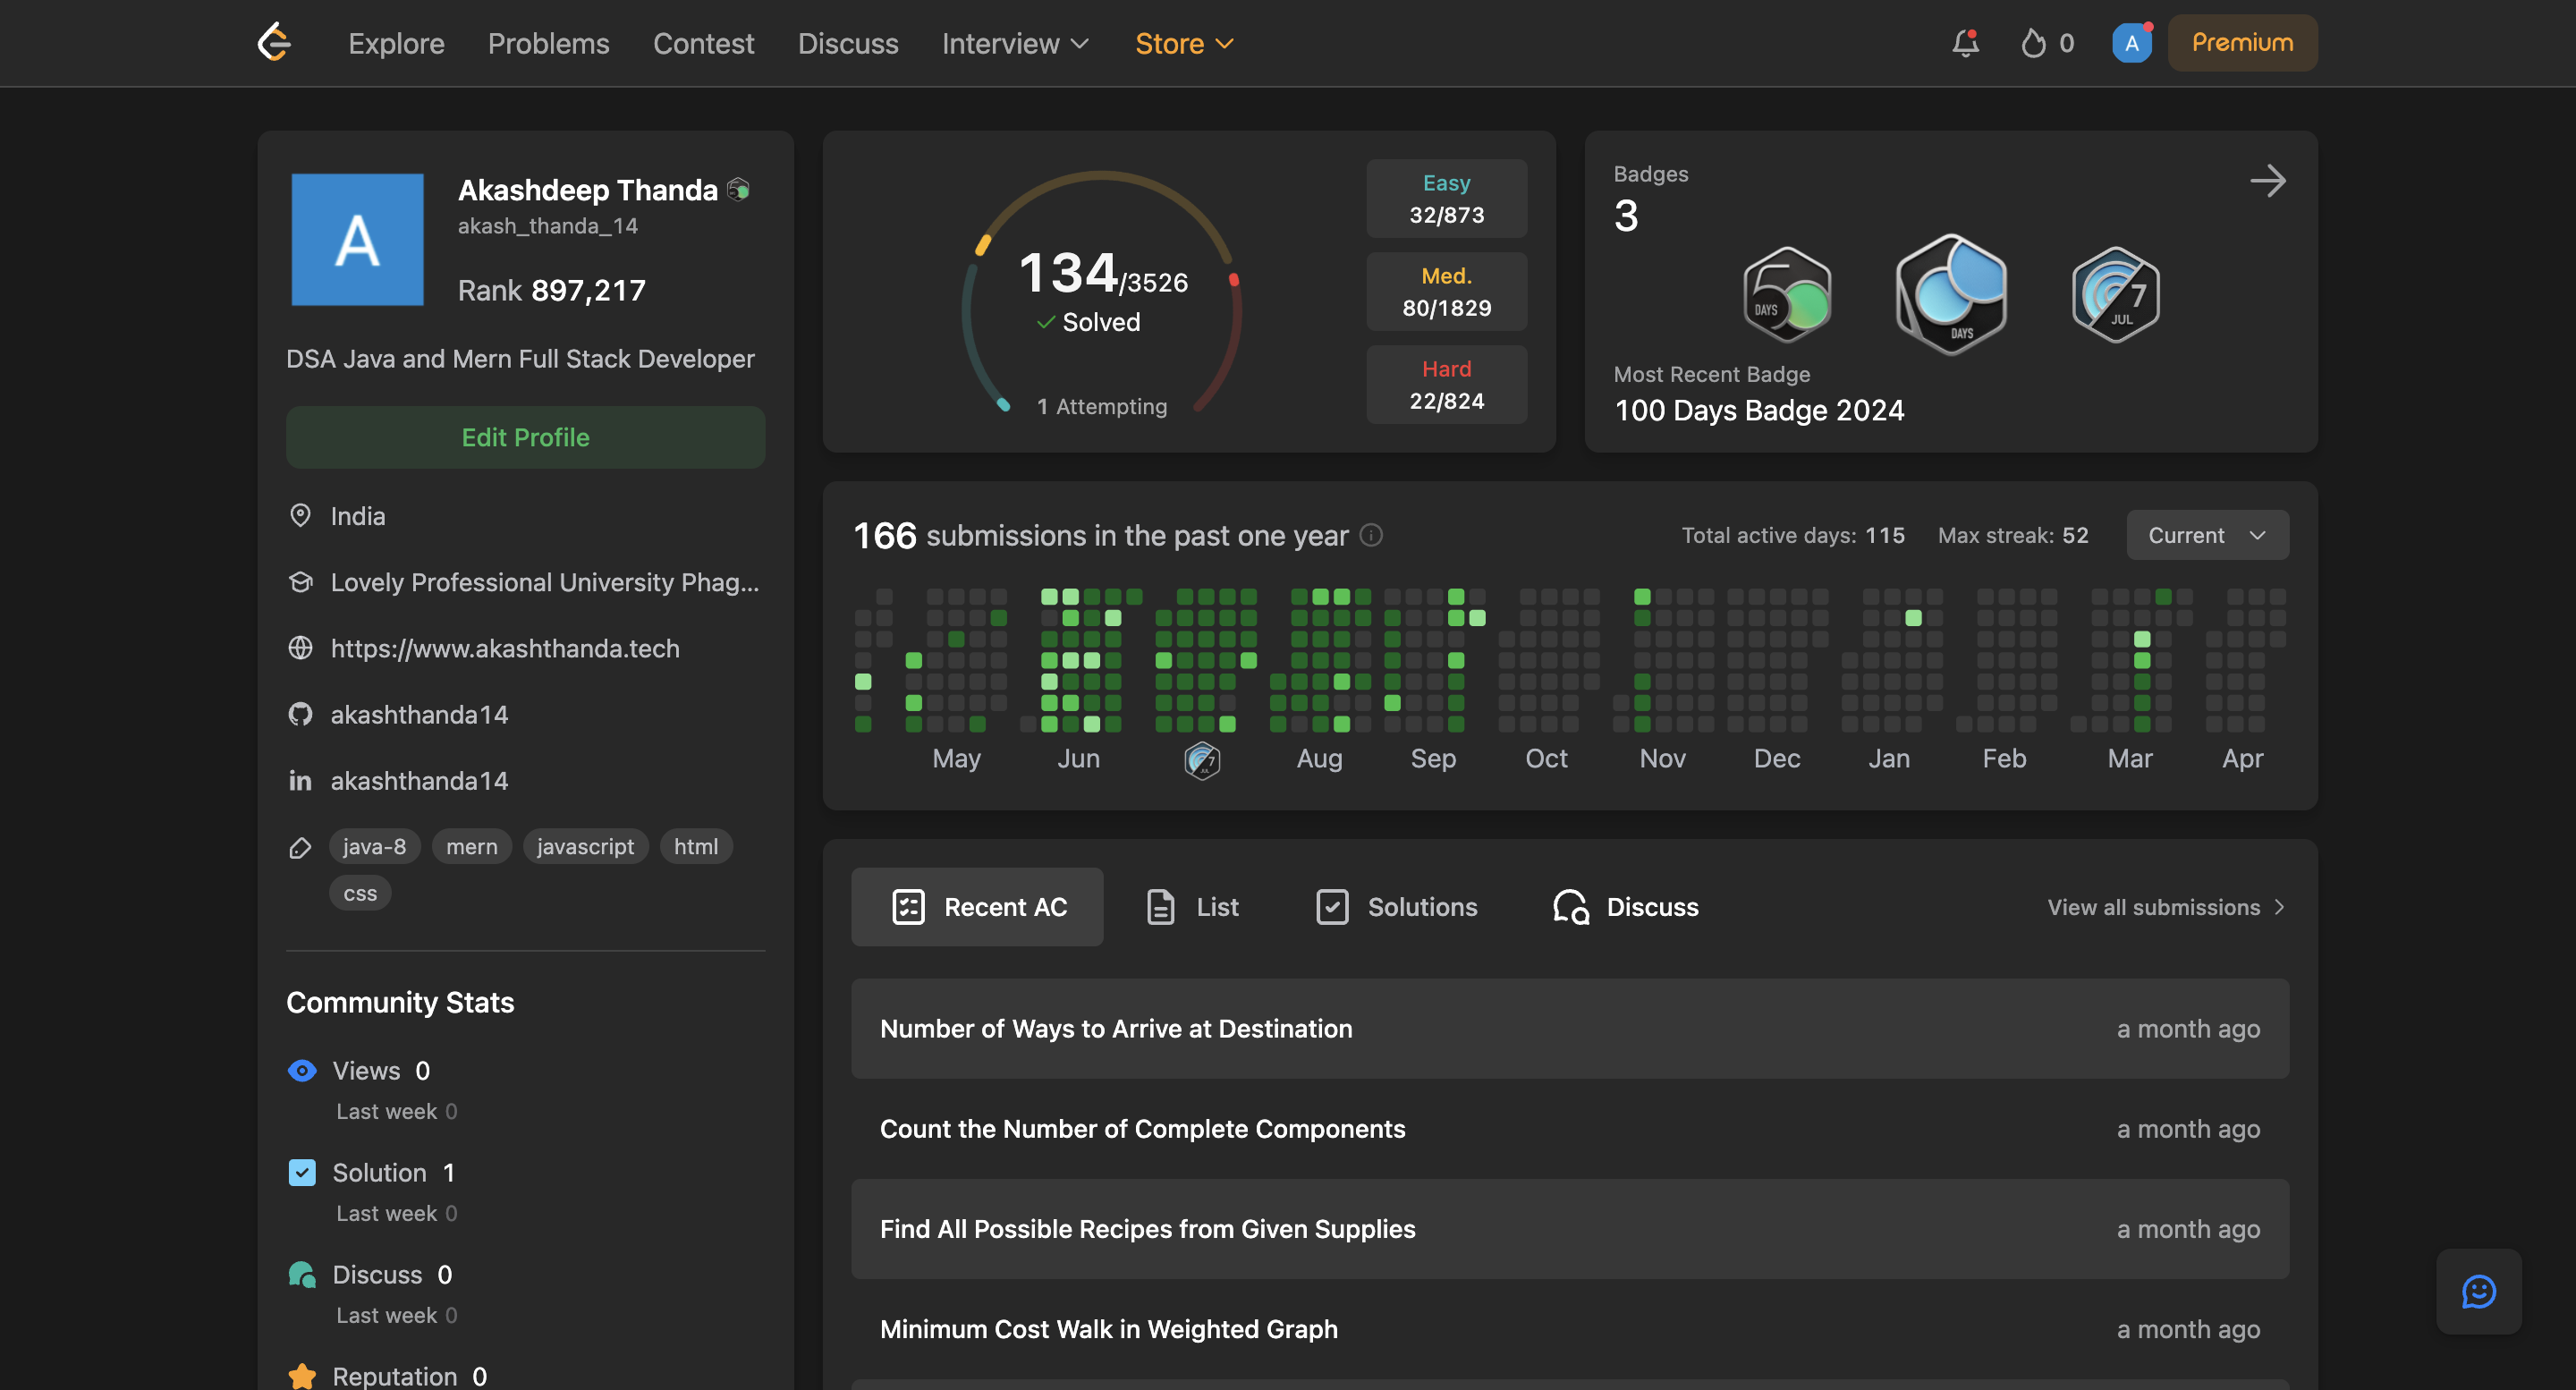 Explore Problems Contest Discuss Interview Store 0 A Premium
A
Akashdeep Thanda
akash_thanda_14
Rank 897,217
DSA Java and Mern Full Stack Developer
Edit Profile
India
Lovely Professional University Phag...
https://www.akashthanda.tech
akashthanda14
in akashthanda14
java-8 mern javascript html
css
Community Stats
Views 0
Last week 0
Solution 1
Last week 0
Discuss 0
Last week 0
Reputation 0
134/3526
Solved
1 Attempting
Easy
32/873
Med.
80/1829
Hard
22/824
Badges
3
50 DAYS
100 DAYS
7 JUL
Most Recent Badge
100 Days Badge 2024
166 submissions in the past one year
Total active days: 115 Max streak: 52 Current
May Jun 7 Aug Sep Oct Nov Dec Jan Feb Mar Apr
Recent AC List Solutions Discuss View all submissions
Number of Ways to Arrive at Destination a month ago
Count the Number of Complete Components a month ago
Find All Possible Recipes from Given Supplies a month ago
Minimum Cost Walk in Weighted Graph a month ago